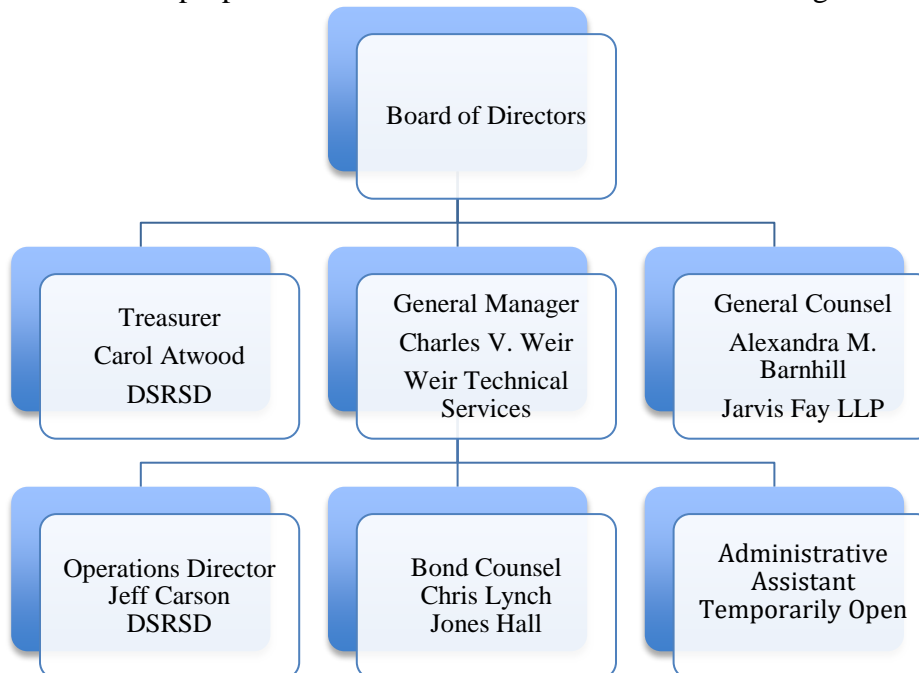 Board of Directors
Treasurer
Carol Atwood
DSRSD
General Manager
Charles V. Weir
Weir Technical
Services
General Counsel
Alexandra M.
Barnhill
Jarvis Fay LLP
Operations Director
Jeff Carson
DSRSD
Bond Counsel
Chris Lynch
Jones Hall
Administrative
Assistant
Temporarily Open